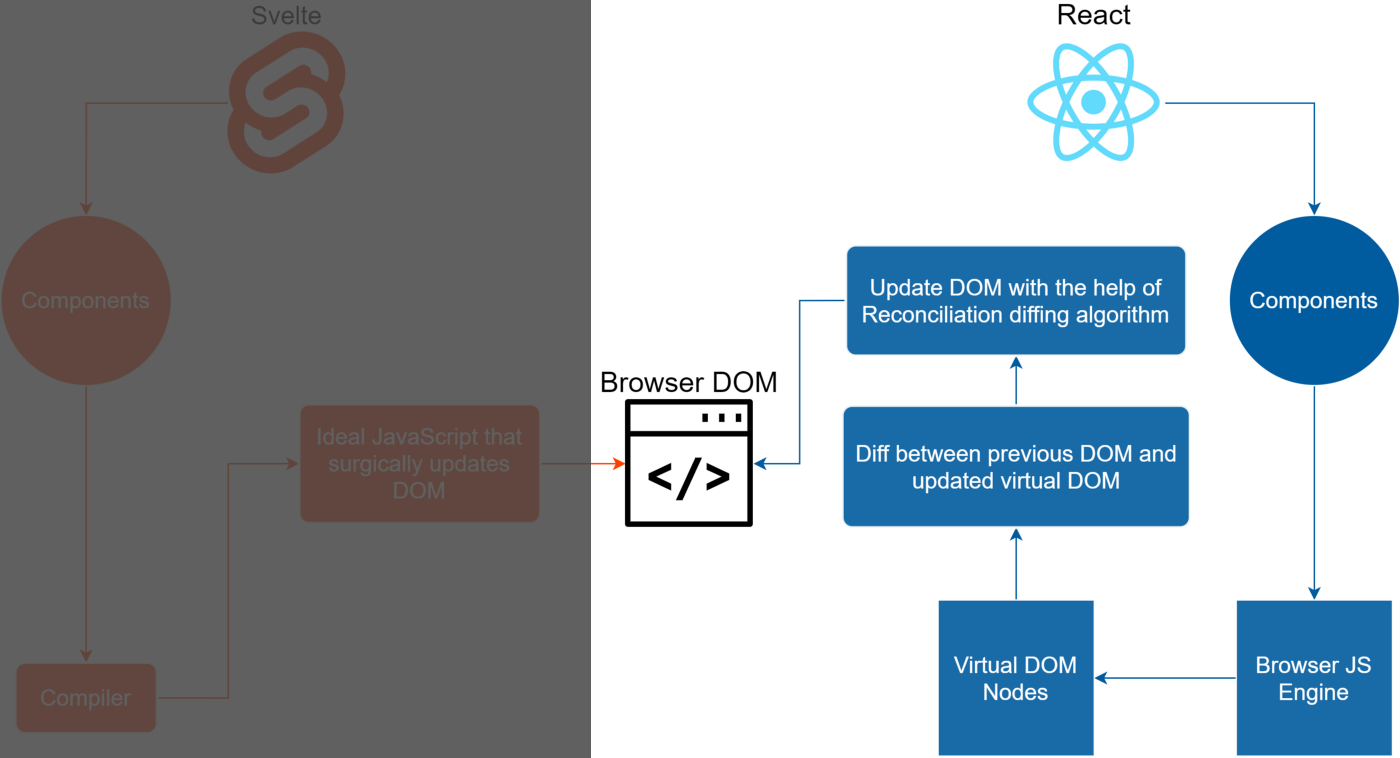 Svelte
Components
Ideal JavaScript that
surgically updates
DOM
Compiler
Browser DOM
</>
React
Components
Update DOM with the help of
Reconciliation diffing algorithm
Diff between previous DOM and
updated virtual DOM
Virtual DOM
Nodes
Browser JS
Engine